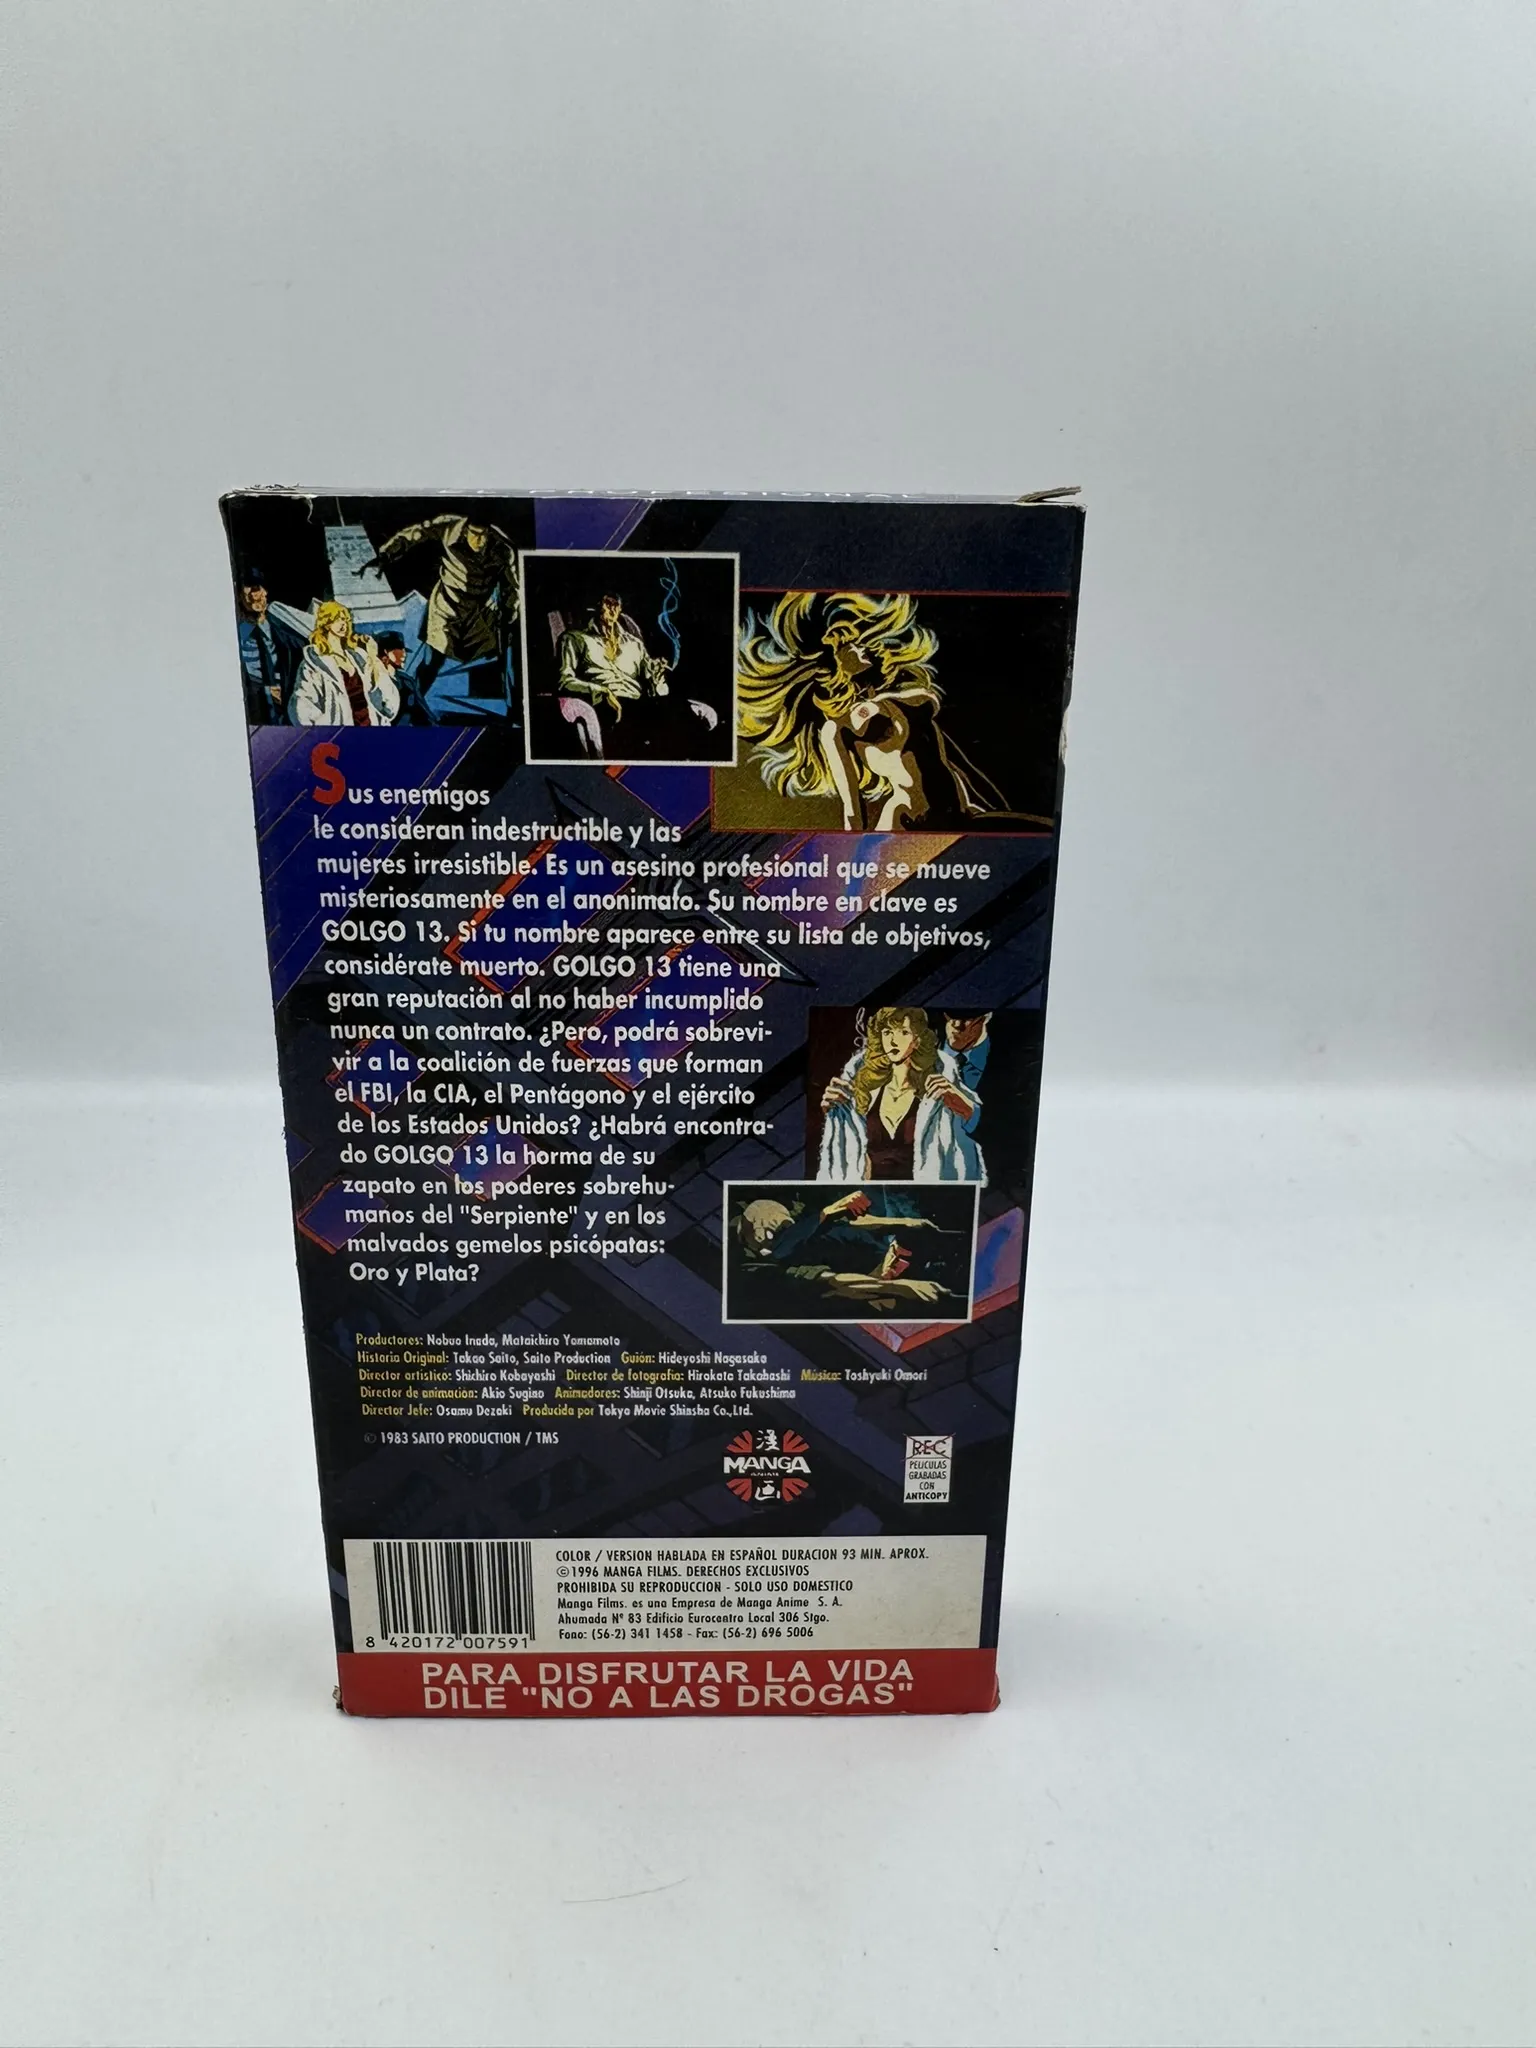 EL PROFESIONAL
Sus enemigos
le consideran indestructible y las
mujeres irresistible. Es un asesino profesional que se mueve
misteriosamente en el anonimato. Su nombre en clave es
GOLGO 13. Si tu nombre aparece entre su lista de objetivos,
considérate muerto. GOLGO 13 tiene una
gran reputación al no haber incumplido
nunca un contrato. ¿Pero, podrá sobrevi-
vir a la coalición de fuerzas que forman
el FBI, la CIA, el Pentágono y el ejército
de los Estados Unidos? ¿Habrá encontra-
do GOLGO 13 la horma de su
zapato en los poderes sobrehu-
manos del "Serpiente" y en los
malvados gemelos psicópatas:
Oro y Plata?
Productores: Nobuo Inada, Mataichiro Yamamoto
Historia Original: Takao Saito, Saito Production Guión: Hideyoshi Nagasaka
Director artístico: Shichiro Kobayashi Director de fotografía: Hirokata Takahashi Música: Toshyuki Omori
Director de animación: Akio Sugino Animadores: Shinji Otsuka, Atsuko Fukushima
Director Jefe: Osamu Dezaki Producida por Tokyo Movie Shinsha Co.,Ltd.
© 1983 SAITO PRODUCTION / TMS
漫
MANGA
ANIME
画
REC
PELICULAS
GRABADAS
CON
ANTICOPY
COLOR / VERSION HABLADA EN ESPAÑOL DURACION 93 MIN. APROX.
©1996 MANGA FILMS. DERECHOS EXCLUSIVOS
PROHIBIDA SU REPRODUCCION - SOLO USO DOMESTICO
Manga Films. es una Empresa de Manga Anime S. A.
Ahumada Nº 83 Edificio Eurocentro Local 306 Stgo.
Fono: (56-2) 341 1458 - Fax: (56-2) 696 5006
8 420172 007591
PARA DISFRUTAR LA VIDA
DILE "NO A LAS DROGAS"